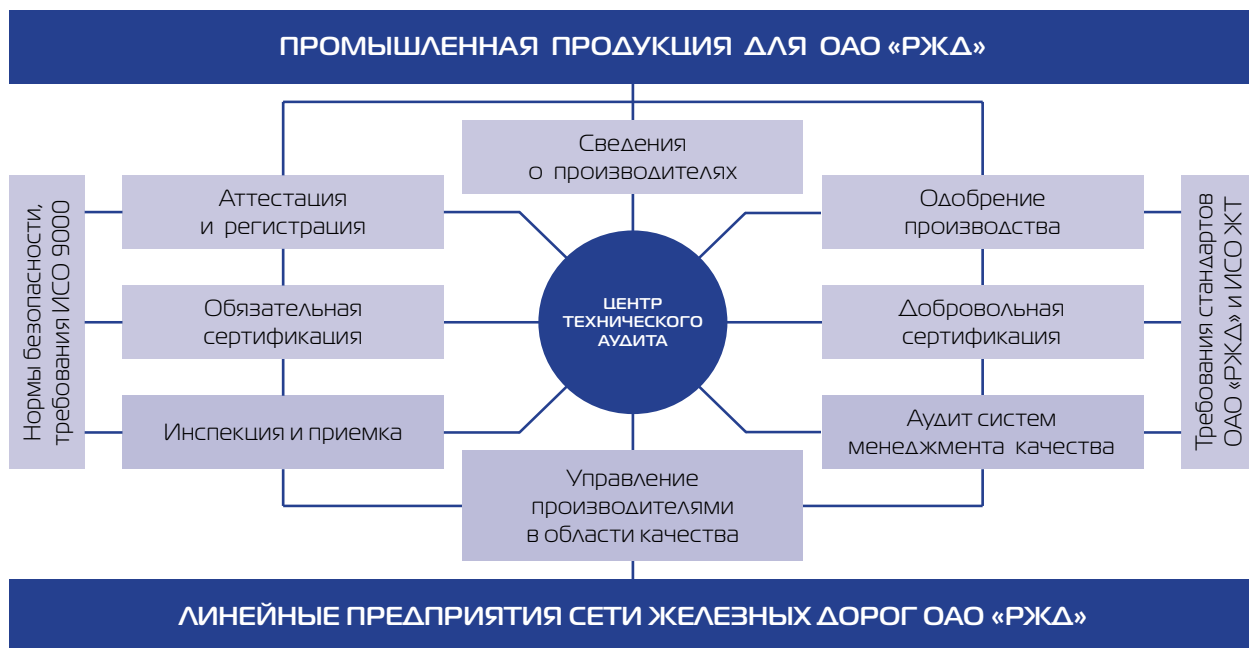 ПРОМЫШЛЕННАЯ ПРОДУКЦИЯ ДЛЯ ОАО «РЖД»
Сведения
о производителях
Нормы безопасности,
требования ИСО 9000
Аттестация
и регистрация
Обязательная
сертификация
Инспекция и приемка
ЦЕНТР
ТЕХНИЧЕСКОГО
АУДИТА
Одобрение
производства
Добровольная
сертификация
Аудит систем
менеджмента качества
Требования стандартов
ОАО «РЖД» и ИСО ЖТ
Управление
производителями
в области качества
ЛИНЕЙНЫЕ ПРЕДПРИЯТИЯ СЕТИ ЖЕЛЕЗНЫХ ДОРОГ ОАО «РЖД»